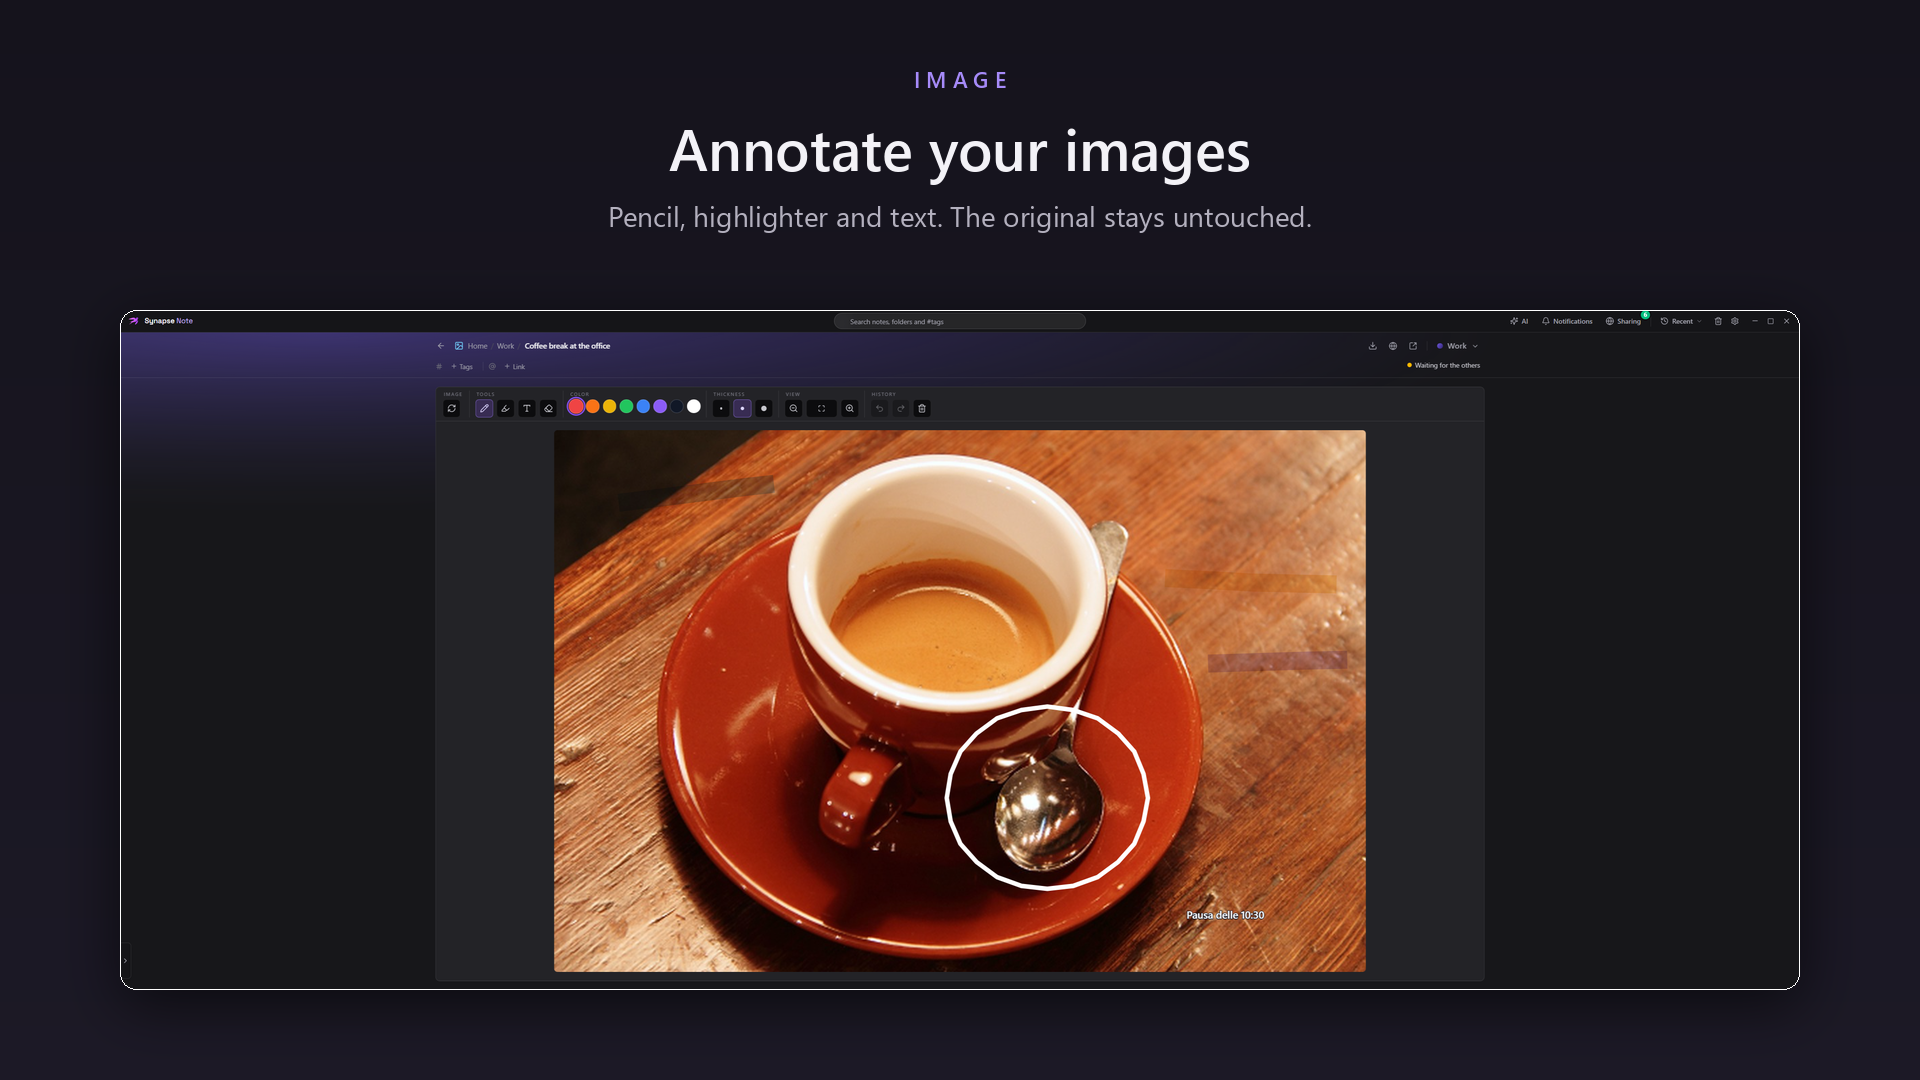 IMAGE
Annotate your images
Pencil, highlighter and text. The original stays untouched.
Synapse Note
Search notes, folders and #tags
AI
Notifications
Sharing
6
Recent
Home
Work
Coffee break at the office
Work
# + Tags
@ + Link
Waiting for the others
IMAGE
TOOLS
COLOR
THICKNESS
VIEW
HISTORY
T
Pausa delle 10:30